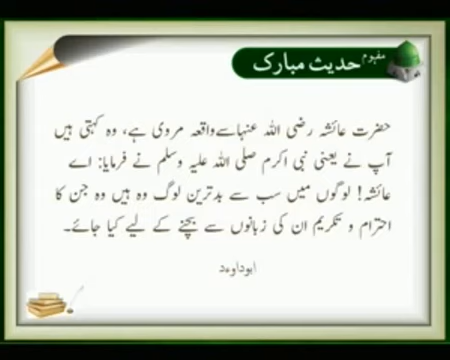 مفہوم حدیث مبارک
حضرت عائشہ رضی اللہ عنہا سے واقعہ مروی ہے، وہ کہتی ہیں
آپ نے یعنی نبی اکرم صلی اللہ علیہ وسلم نے فرمایا: اے
عائشہ! لوگوں میں سب سے بدترین لوگ وہ ہیں وہ جن کا
احترام و تکریم ان کی زبانوں سے بچنے کے لیے کیا جائے۔
ابوداوءد